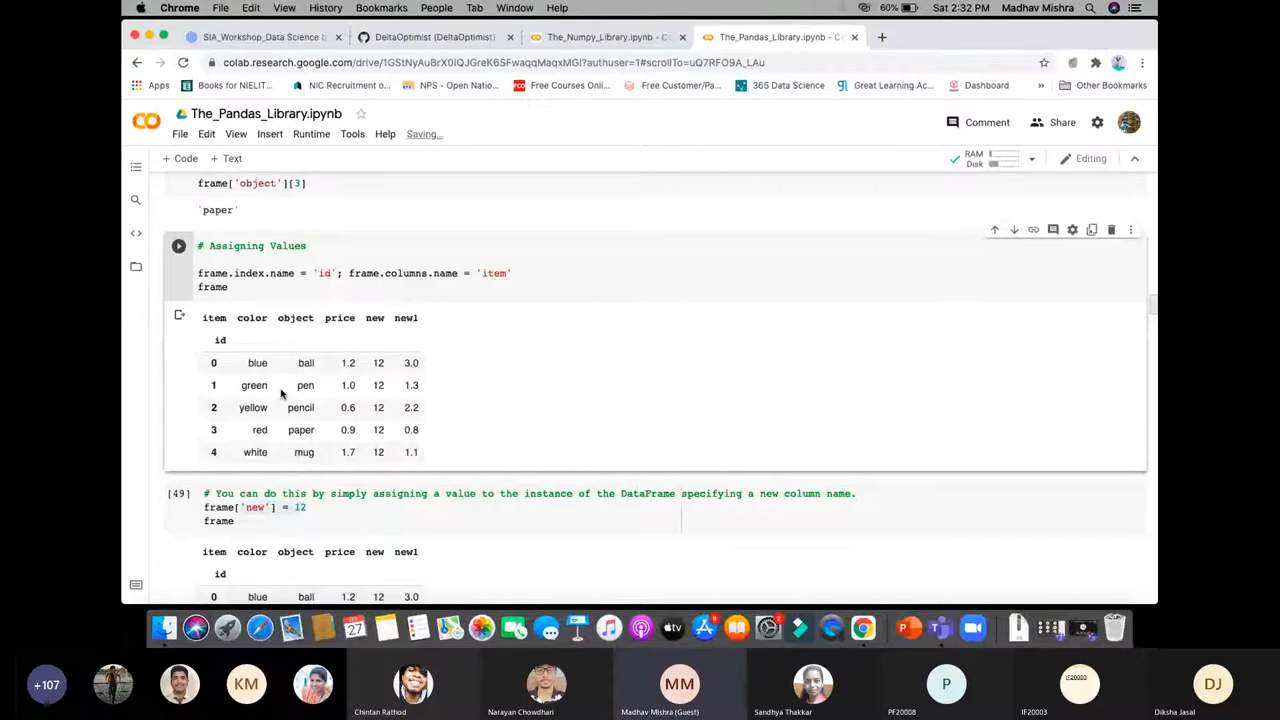 Chrome File Edit View History Bookmarks People Tab Window Help 60% Sat 2:32 PM Madhav Mishra
SIA_Workshop_Data Science b DeltaOptimist (DeltaOptimist) The_Numpy_Library.ipynb - Co The_Pandas_Library.ipynb - Co
colab.research.google.com/drive/1GStNyAuBrX0IQJGreK6SFwaqqMaqxMGl?authuser=1#scrollTo=uQ7RFO9A_LAu
Apps Books for NIELIT... NIC Recruitment o... NPS - Open Natio... Free Courses Onli... Free Customer/Pa... 365 Data Science Great Learning Ac... Dashboard » Other Bookmarks
The_Pandas_Library.ipynb
Comment Share
File Edit View Insert Runtime Tools Help Saving...
+ Code + Text RAM Disk Editing
frame['object'][3]
'paper'
# Assigning Values
frame.index.name = 'id'; frame.columns.name = 'item'
frame
item color object price new new1
id
0 blue ball 1.2 12 3.0
1 green pen 1.0 12 1.3
2 yellow pencil 0.6 12 2.2
3 red paper 0.9 12 0.8
4 white mug 1.7 12 1.1
[49] # You can do this by simply assigning a value to the instance of the DataFrame specifying a new column name.
frame['new'] = 12
frame
item color object price new new1
id
0 blue ball 1.2 12 3.0
27
tv
+107 KM MM P IF20003 DJ
Chintan Rathod Narayan Chowdhari Madhav Mishra (Guest) Sandhya Thakkar PF20008 IF20003 Diksha Jasal